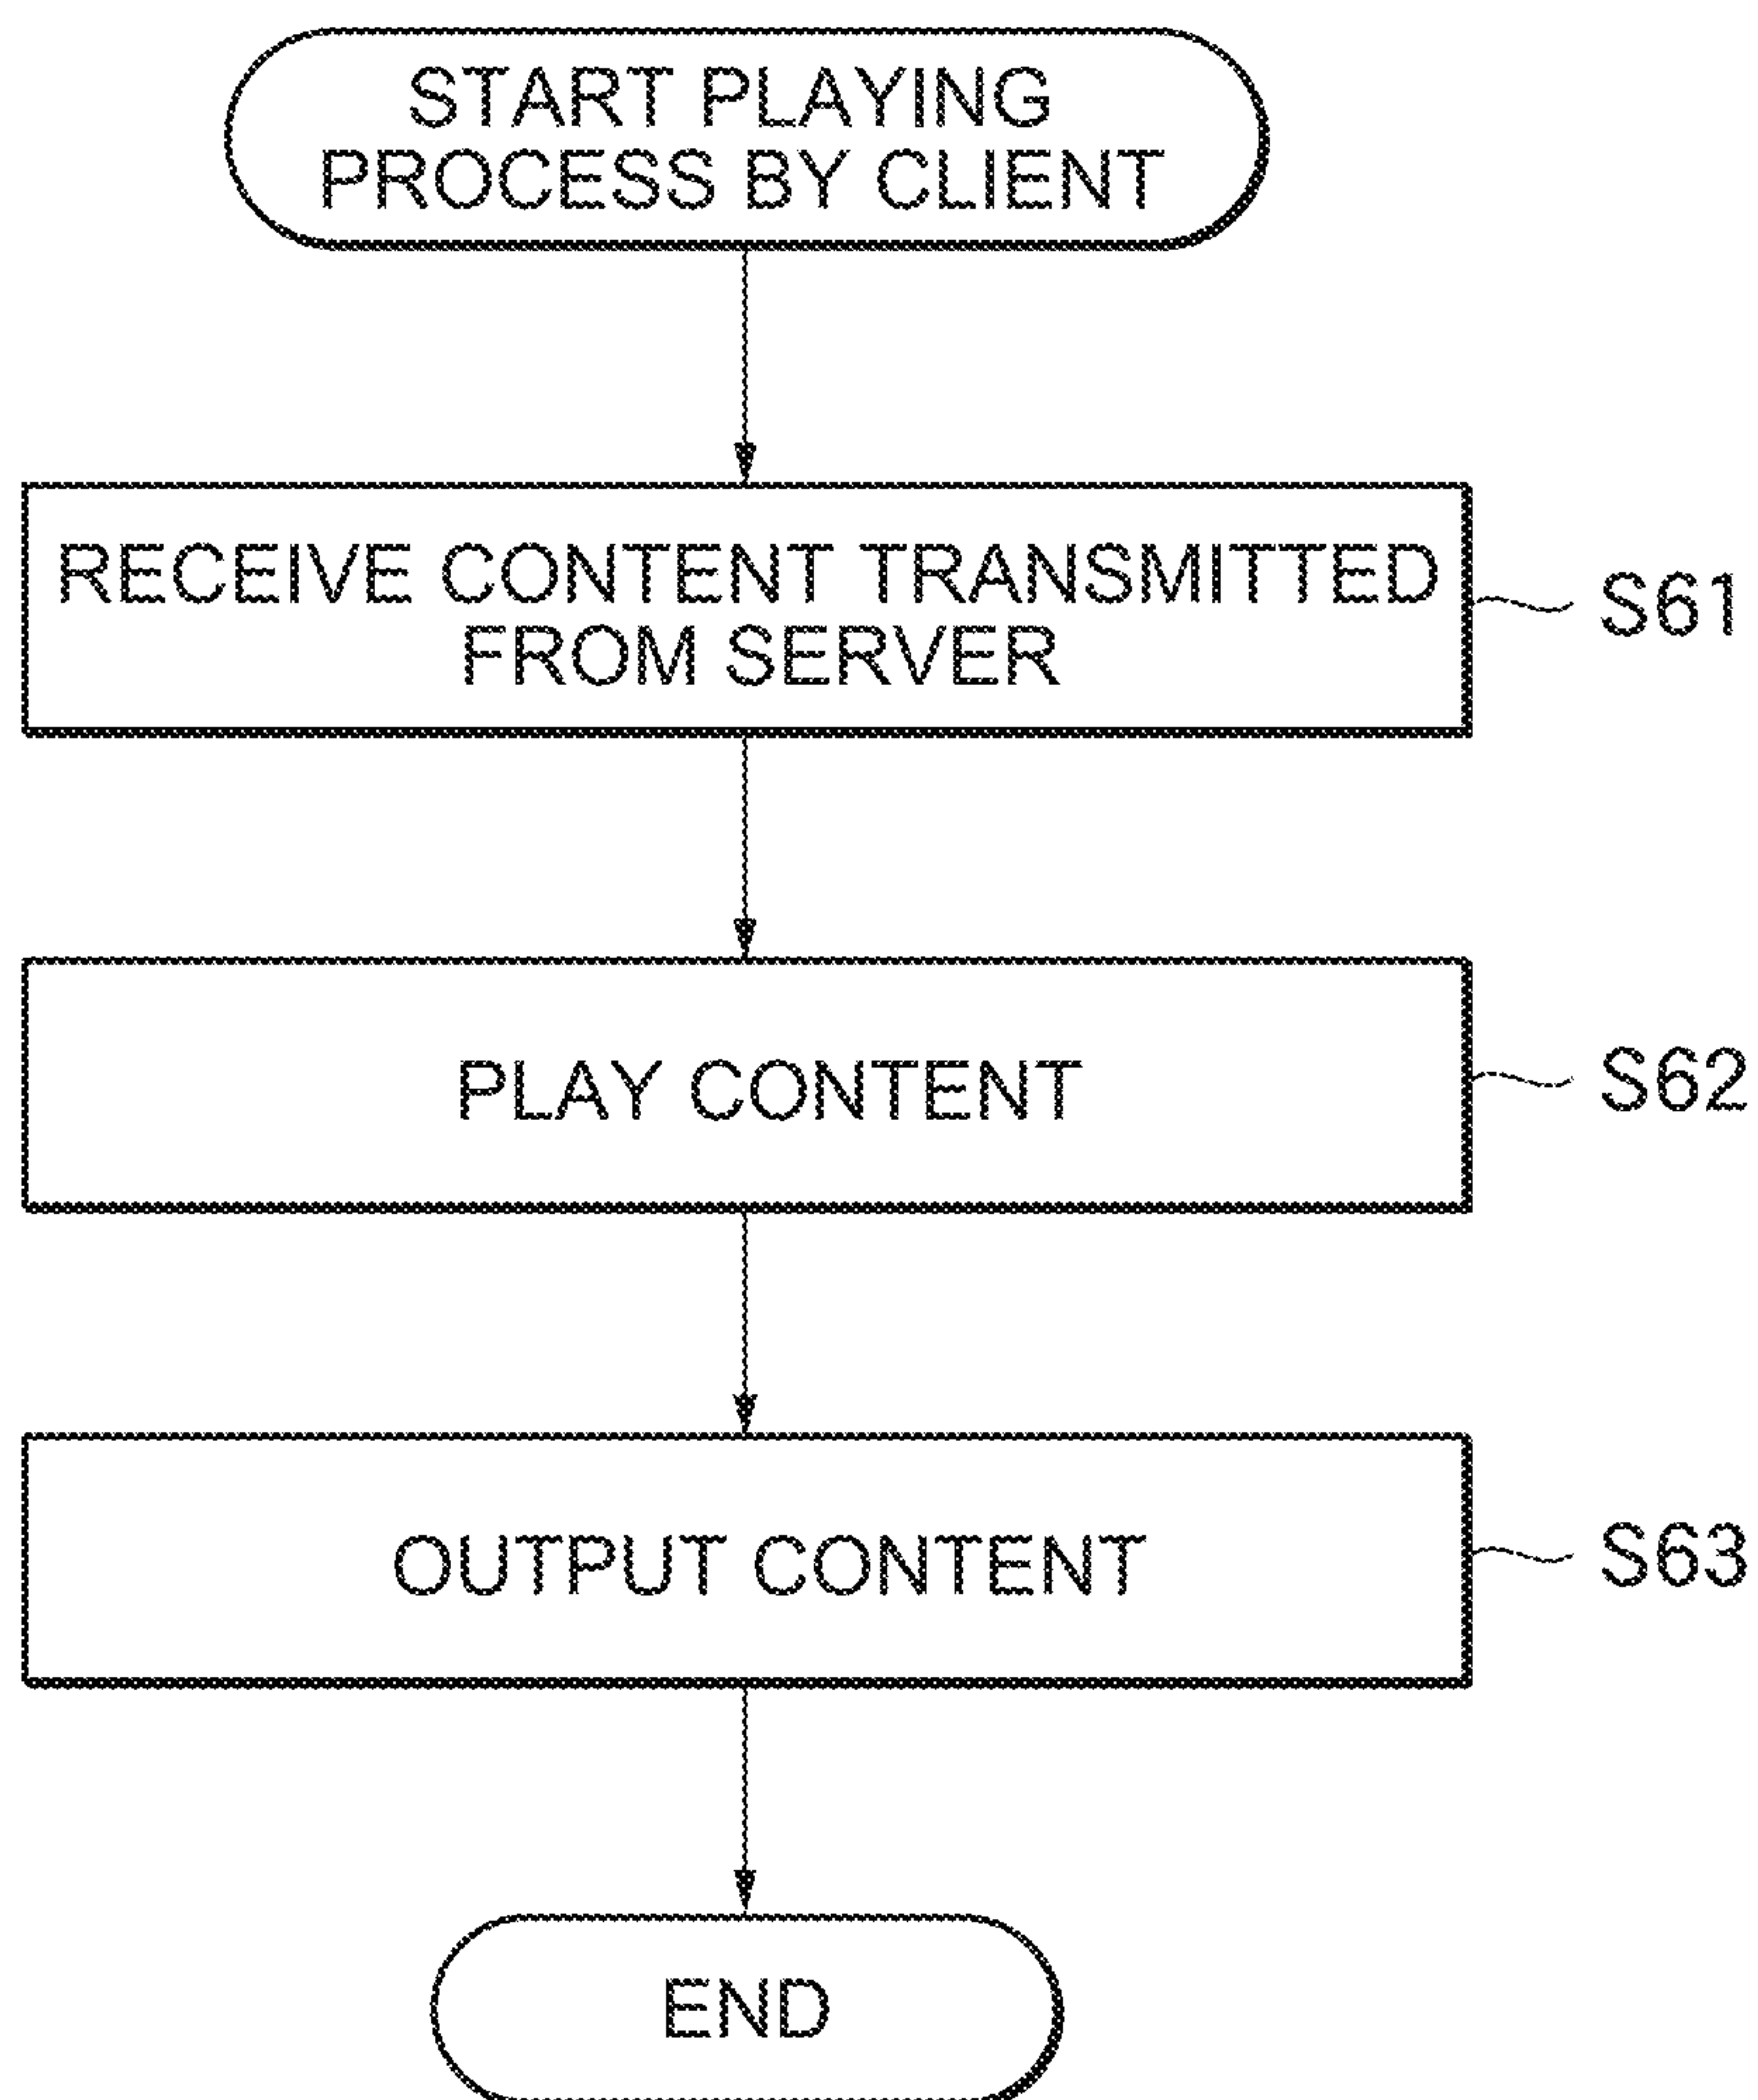 START PLAYING
PROCESS BY CLIENT
RECEIVE CONTENT TRANSMITTED
FROM SERVER
S61
PLAY CONTENT
S62
OUTPUT CONTENT
S63
END